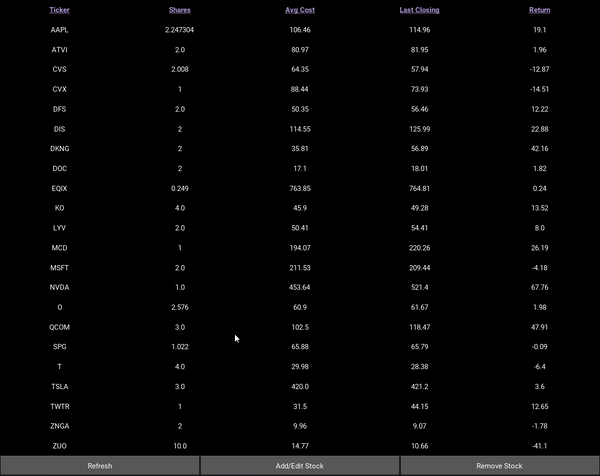 Ticker Shares Avg Cost Last Closing Return
AAPL 2.247304 106.46 114.96 19.1
ATVI 2.0 80.97 81.95 1.96
CVS 2.008 64.35 57.94 -12.87
CVX 1 88.44 73.93 -14.51
DFS 2.0 50.35 56.46 12.22
DIS 2 114.55 125.99 22.88
DKNG 2 35.81 56.89 42.16
DOC 2 17.1 18.01 1.82
EQIX 0.249 763.85 764.81 0.24
KO 4.0 45.9 49.28 13.52
LYV 2.0 50.41 54.41 8.0
MCD 1 194.07 220.26 26.19
MSFT 2.0 211.53 209.44 -4.18
NVDA 1.0 453.64 521.4 67.76
O 2.576 60.9 61.67 1.98
QCOM 3.0 102.5 118.47 47.91
SPG 1.022 65.88 65.79 -0.09
T 4.0 29.98 28.38 -6.4
TSLA 3.0 420.0 421.2 3.6
TWTR 1 31.5 44.15 12.65
ZNGA 2 9.96 9.07 -1.78
ZUO 10.0 14.77 10.66 -41.1
Refresh Add/Edit Stock Remove Stock